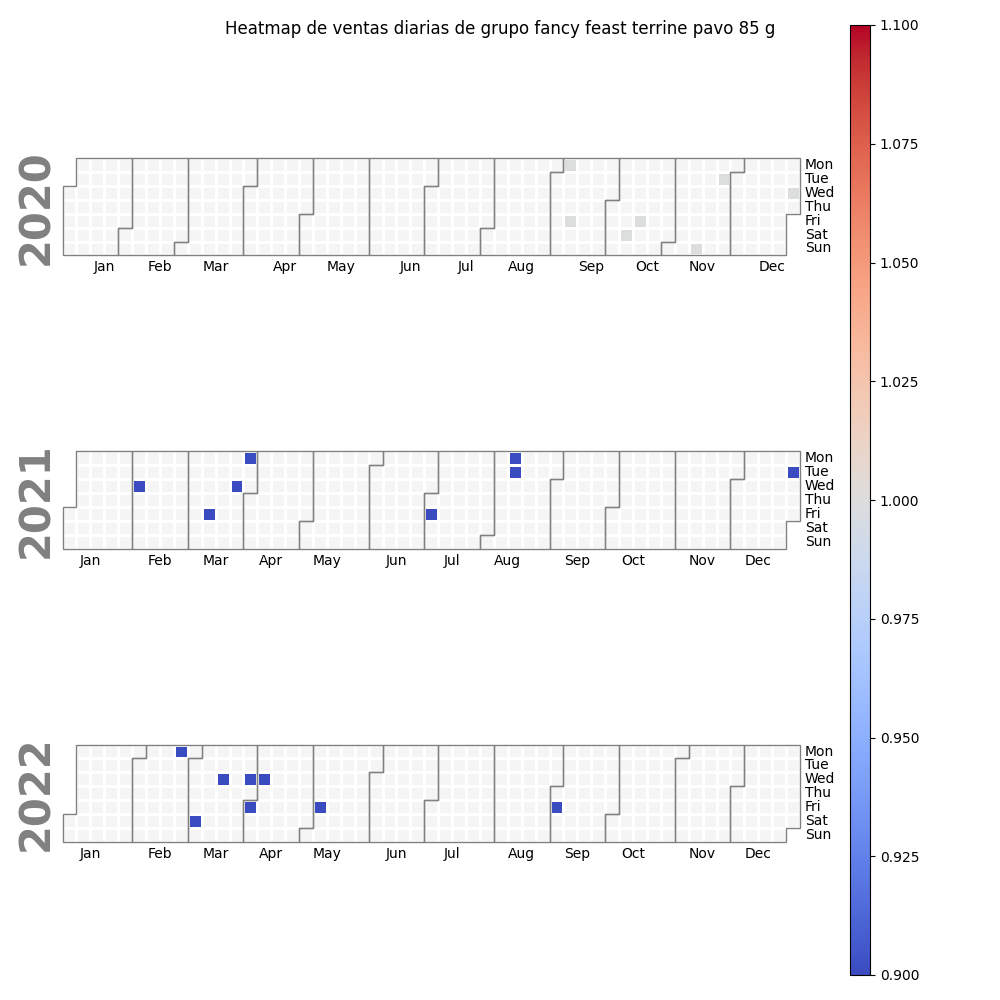 Heatmap de ventas diarias de grupo fancy feast terrine pavo 85 g
2020
Mon
Tue
Wed
Thu
Fri
Sat
Sun
Jan Feb Mar Apr May Jun Jul Aug Sep Oct Nov Dec
2021
Mon
Tue
Wed
Thu
Fri
Sat
Sun
Jan Feb Mar Apr May Jun Jul Aug Sep Oct Nov Dec
2022
Mon
Tue
Wed
Thu
Fri
Sat
Sun
Jan Feb Mar Apr May Jun Jul Aug Sep Oct Nov Dec
1.100
1.075
1.050
1.025
1.000
0.975
0.950
0.925
0.900